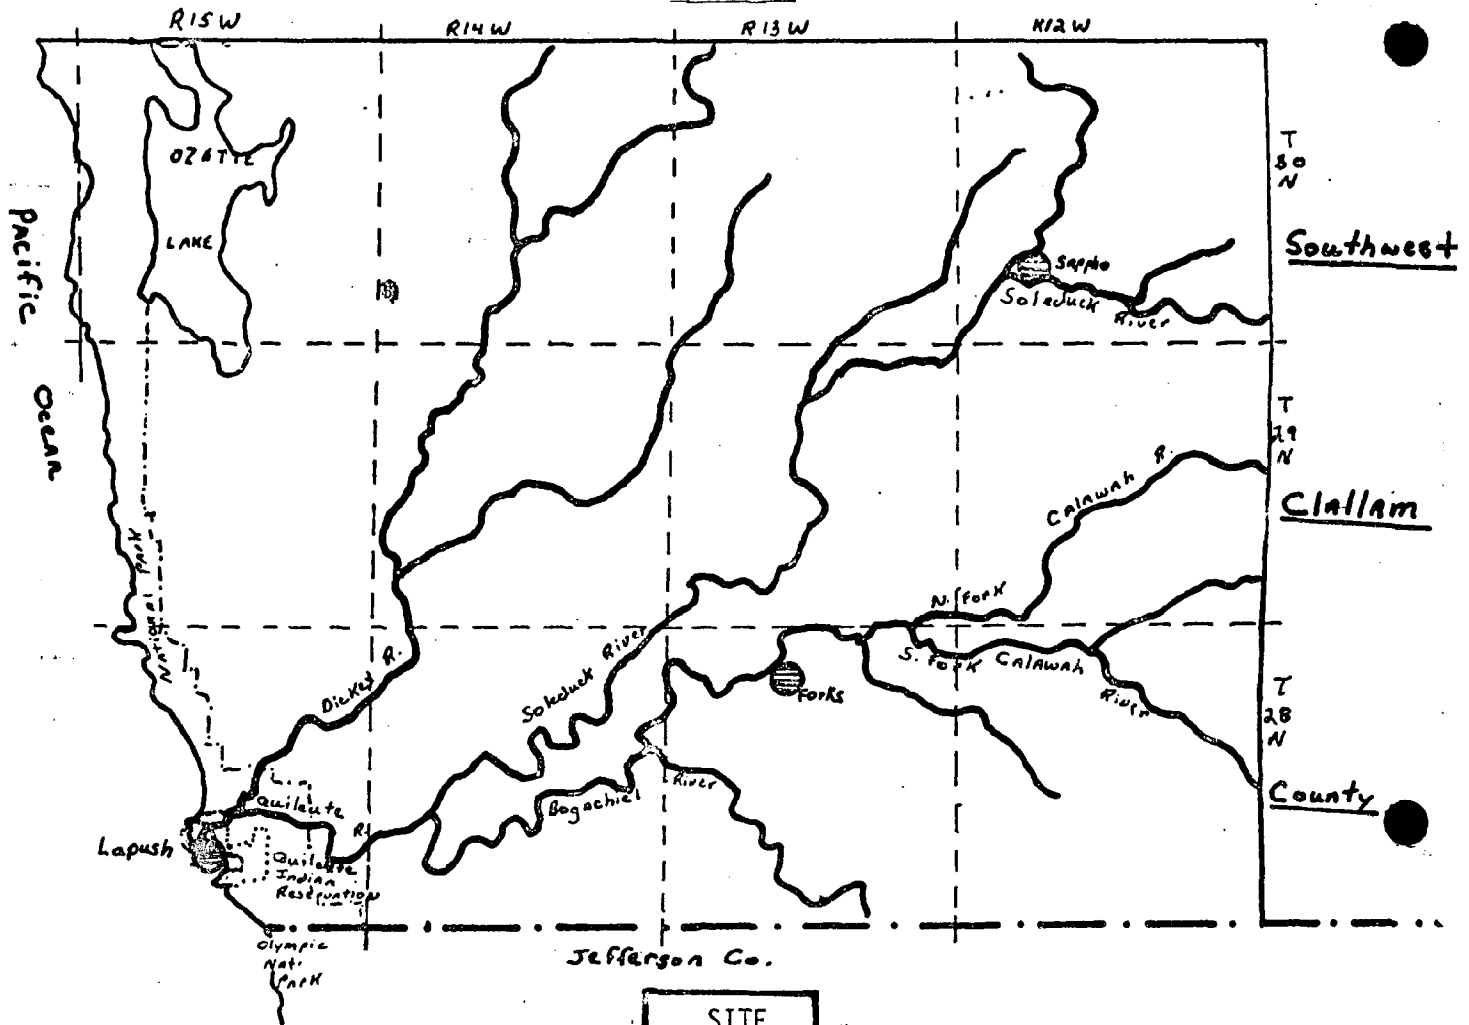 R15W R14W R13W R12W
OZATTE
LAKE
T
30
N
Pacific
Ocean
Southwest
Sappho
Soleduck River
T
29
N
Calawah R.
Clallam
National Park
N. Fork
S. Fork Calawah River
Soleduck River
Dickey R.
Forks
T
28
N
Bogachiel River
County
Quileute R.
Lapush
Quileute
Indian
Reservation
Olympic
Nat.
Park
Jefferson Co.
SITE